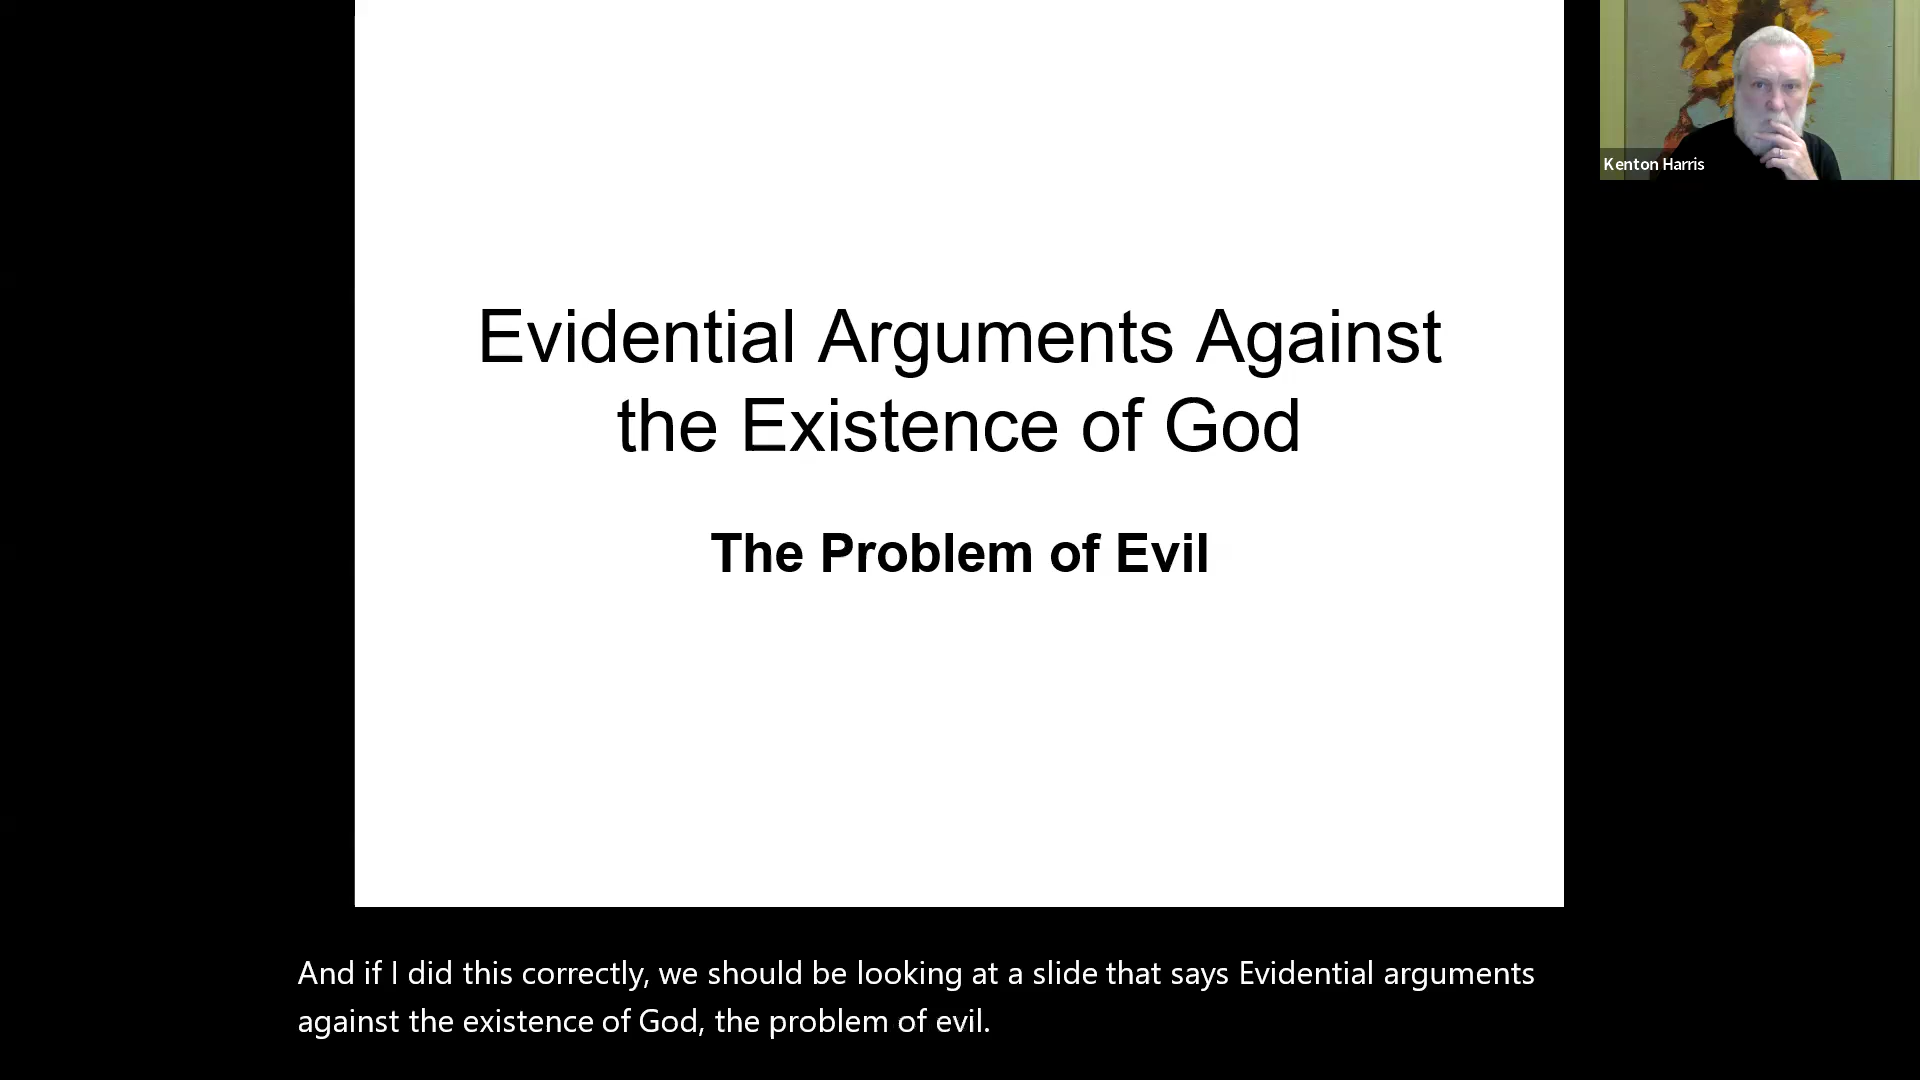 Evidential Arguments Against
the Existence of God
The Problem of Evil
Kenton Harris
And if I did this correctly, we should be looking at a slide that says Evidential arguments
against the existence of God, the problem of evil.